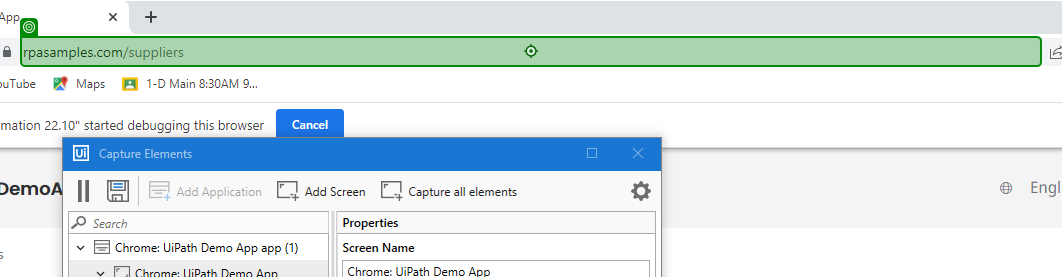 App
rpasamples.com/suppliers
ouTube Maps 1-D Main 8:30AM 9...
mation 22.10" started debugging this browser Cancel
Ui Capture Elements
DemoA
Add Application Add Screen Capture all elements
Engl
Search Properties
Chrome: UiPath Demo App app (1) Screen Name
s
Chrome: UiPath Demo App Chrome: UiPath Demo App